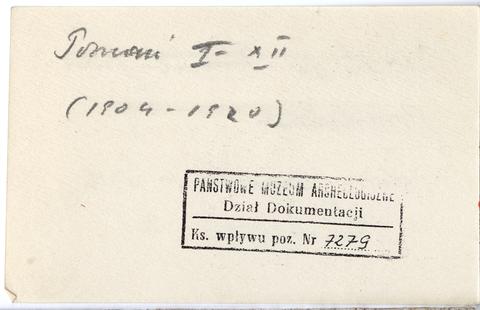 Poznań I-XII
(1904-1920)
PAŃSTWOWE MUZEUM ARCHEOLOGICZNE
Dział Dokumentacji
Ks. wpływu poz. Nr 7279